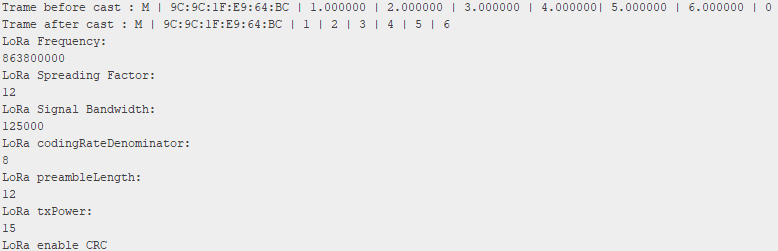 Trame before cast : M | 9C:9C:1F:E9:64:BC | 1.000000 | 2.000000 | 3.000000 | 4.000000| 5.000000 | 6.000000 | 0
Trame after cast : M | 9C:9C:1F:E9:64:BC | 1 | 2 | 3 | 4 | 5 | 6
LoRa Frequency:
863800000
LoRa Spreading Factor:
12
LoRa Signal Bandwidth:
125000
LoRa codingRateDenominator:
8
LoRa preambleLength:
12
LoRa txPower:
15
LoRa enable CRC